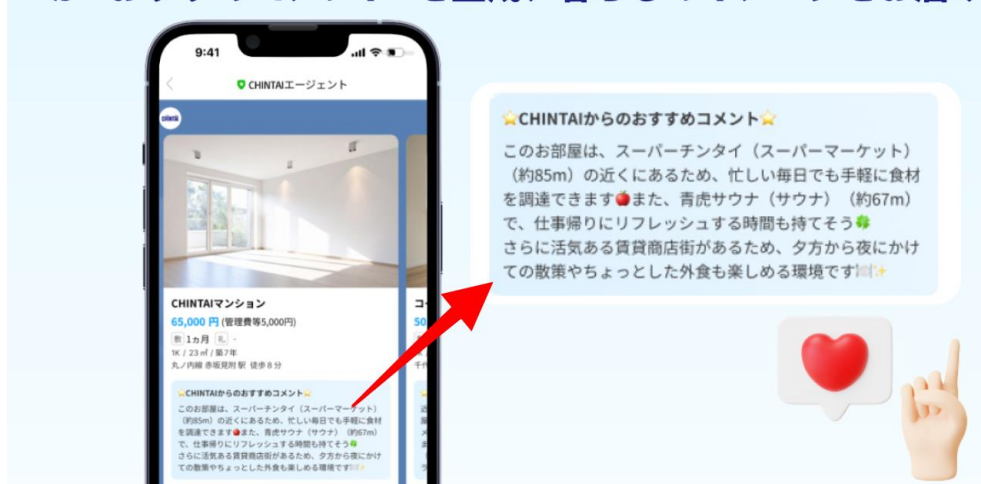 9:41
CHINTAIエージェント
CHINTAI
CHINTAIマンション
65,000 円 (管理費等5,000円)
敷 1ヵ月 礼 -
1K / 23㎡ / 築7年
丸ノ内線 赤坂見附 駅 徒歩 8 分
⭐CHINTAIからのおすすめコメント⭐
このお部屋は、スーパーチンタイ（スーパーマーケット）
（約85m）の近くにあるため、忙しい毎日でも手軽に食材
を調達できます🍎また、青虎サウナ（サウナ）（約67m）
で、仕事帰りにリフレッシュする時間も持てそう🍀
さらに活気ある賃貸商店街があるため、夕方から夜にかけ
ての散策やちょっとした外食も楽しめる環境です🍽️✨
コー
50
千代
⭐CHINTAIからのおすすめコメント⭐
このお部屋は、スーパーチンタイ（スーパーマーケット）
（約85m）の近くにあるため、忙しい毎日でも手軽に食材
を調達できます🍎また、青虎サウナ（サウナ）（約67m）
で、仕事帰りにリフレッシュする時間も持てそう🍀
さらに活気ある賃貸商店街があるため、夕方から夜にかけ
ての散策やちょっとした外食も楽しめる環境です🍽️✨